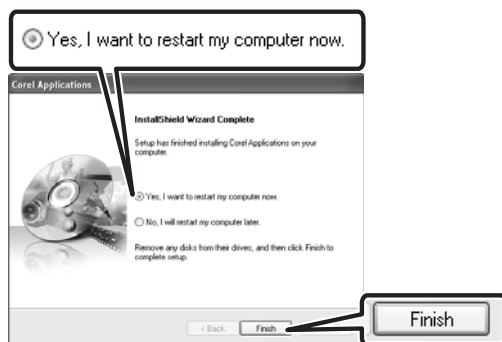 Yes, I want to restart my computer now.
Corel Applications
InstallShield Wizard Complete
Setup has finished installing Corel Applications on your
computer.
Yes, I want to restart my computer now.
No, I will restart my computer later.
Remove any disks from their drives, and then click Finish to
complete setup.
< Back
Finish
Finish